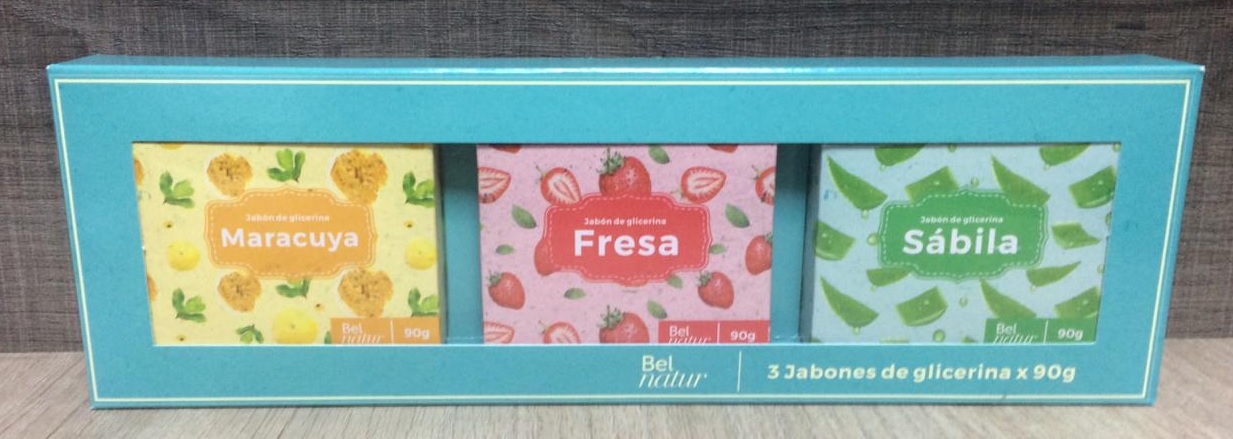 Jabón de glicerina
Maracuya
Bel
natur
90g
Jabón de glicerina
Fresa
Bel
natur
90g
Jabón de glicerina
Sábila
Bel
natur
90g
Bel
natur
3 Jabones de glicerina x 90g